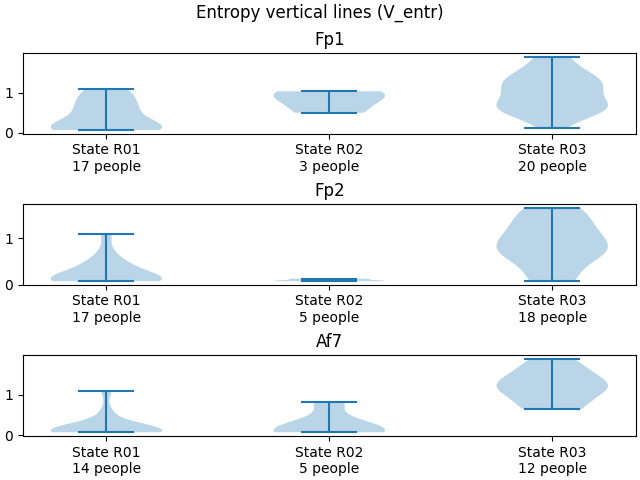 Entropy vertical lines (V_entr)
Fp1
1
0
State R01
17 people
State R02
3 people
State R03
20 people
Fp2
1
0
State R01
17 people
State R02
5 people
State R03
18 people
Af7
1
0
State R01
14 people
State R02
5 people
State R03
12 people